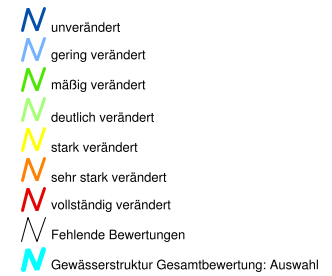 unverändert
gering verändert
mäßig verändert
deutlich verändert
stark verändert
sehr stark verändert
vollständig verändert
Fehlende Bewertungen
Gewässerstruktur Gesamtbewertung: Auswahl